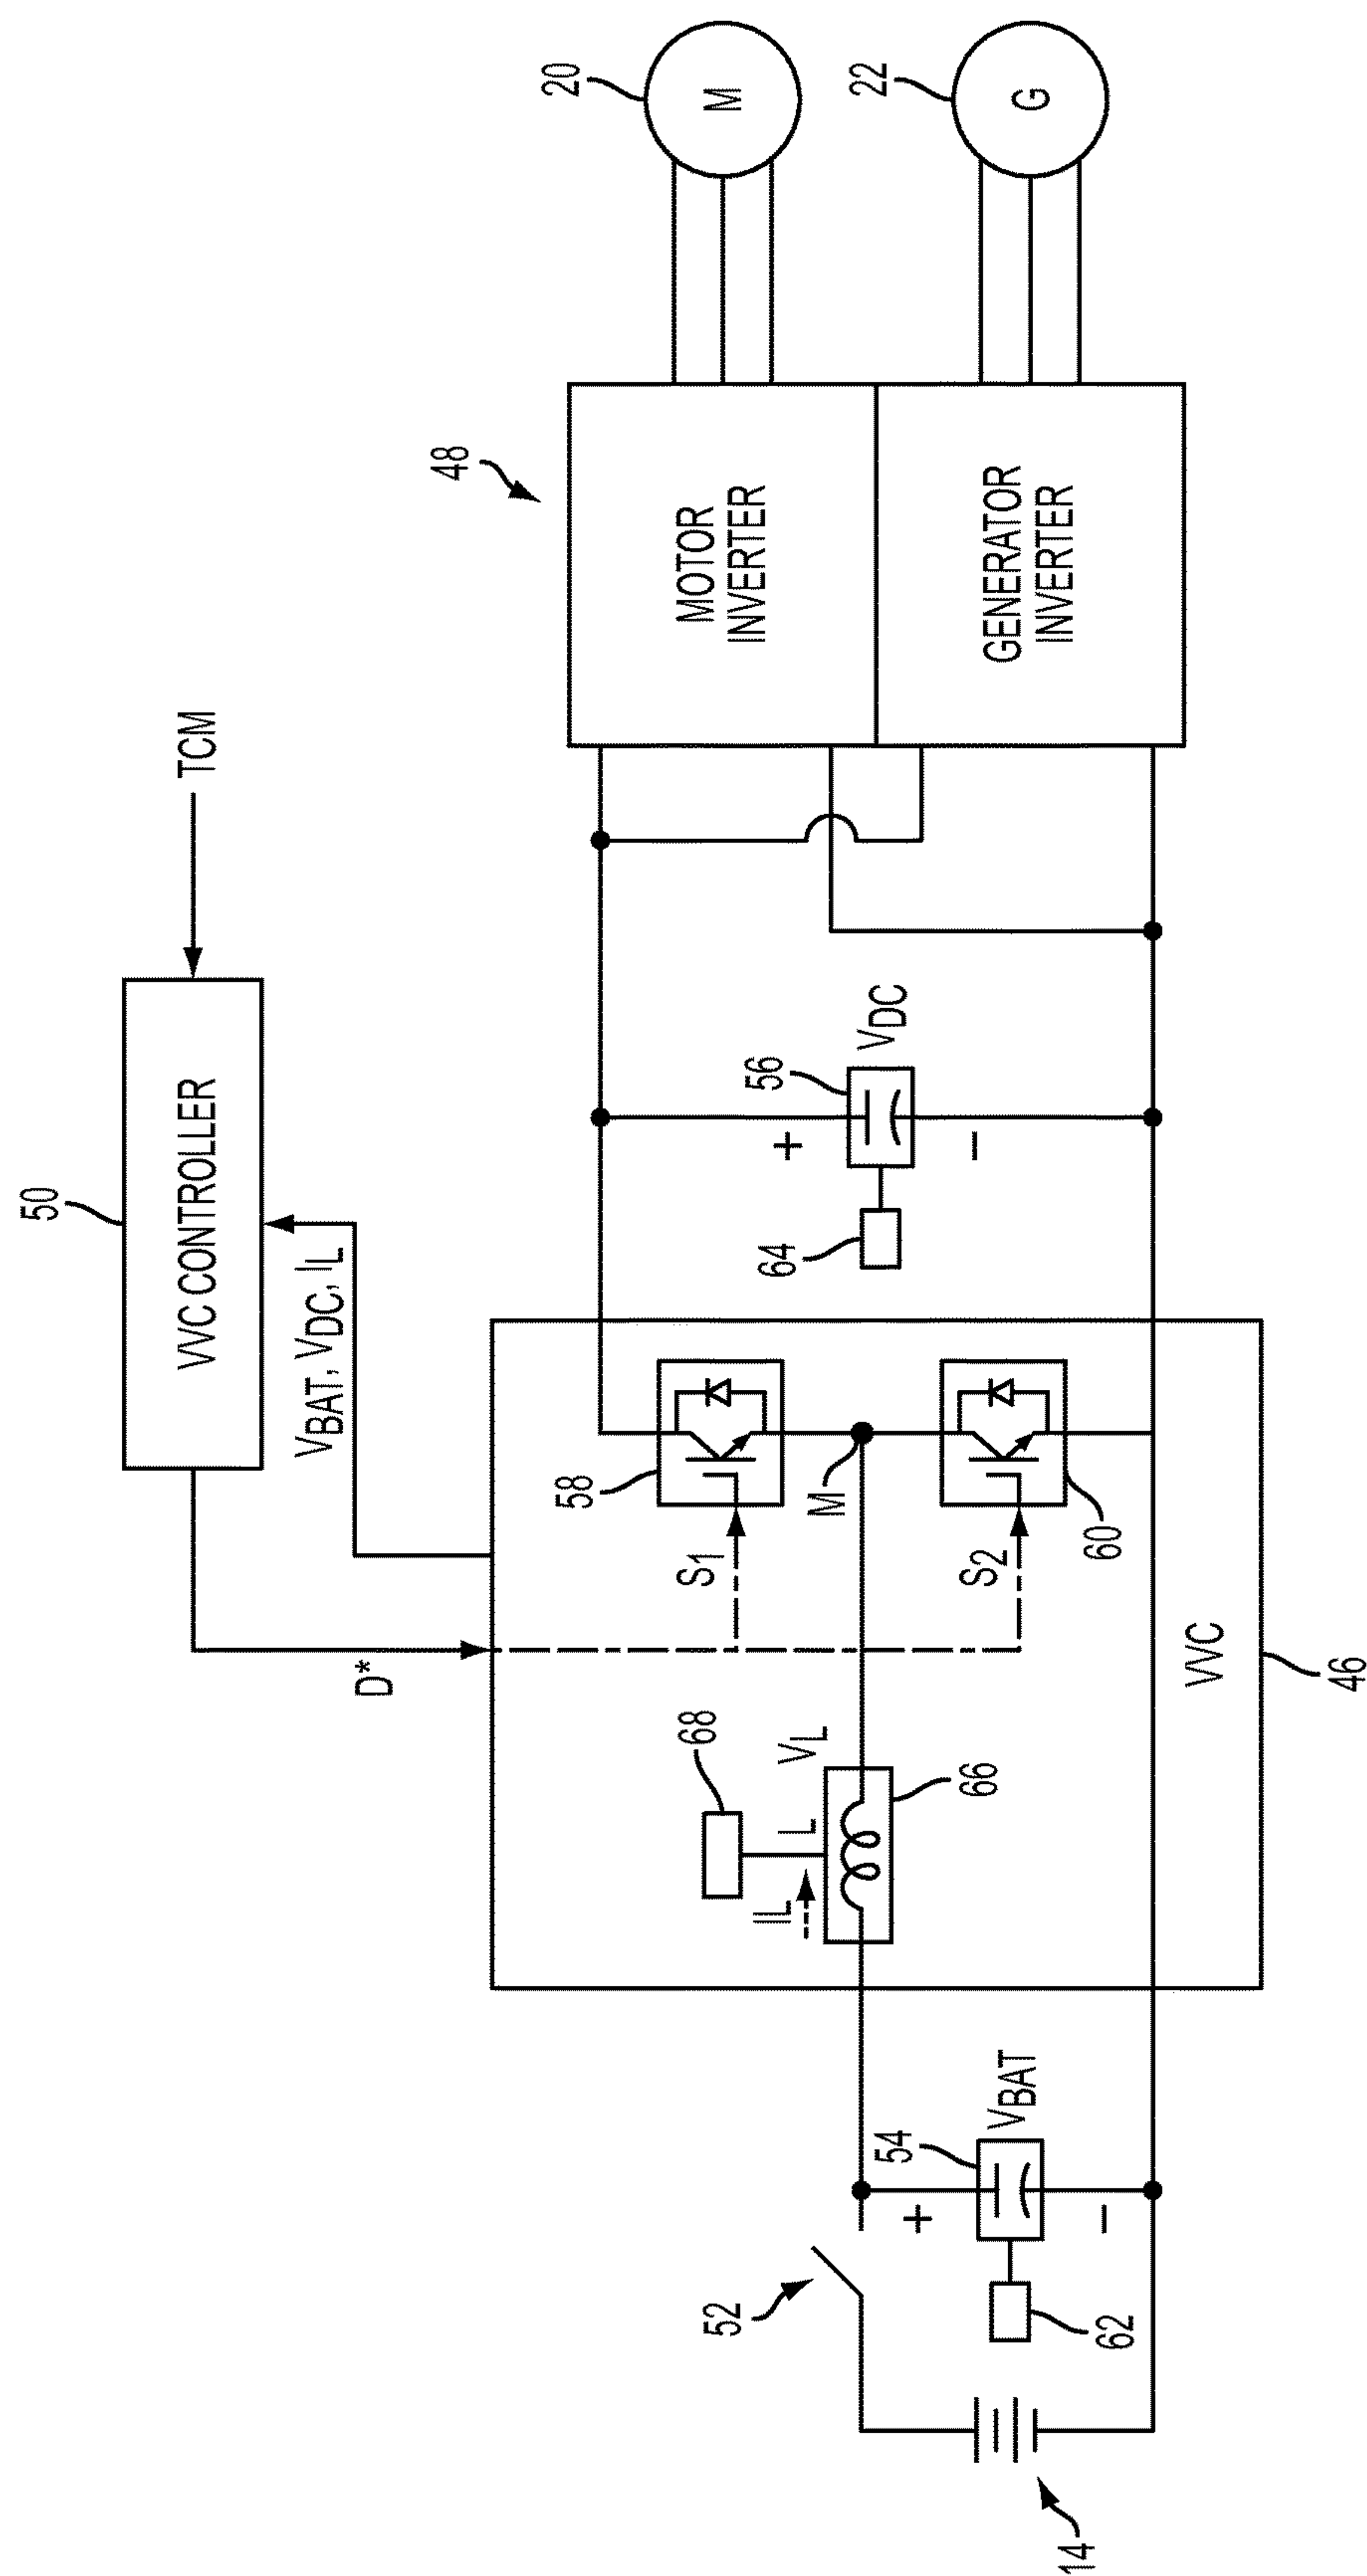 TCM
VVC CONTROLLER
50
VBAT, VDC, IL
D*
48
20
M
22
G
MOTOR
INVERTER
GENERATOR
INVERTER
56
VDC
+
−
64
58
S1
M
S2
60
68
IL
L
VL
66
VVC
46
52
54
VBAT
+
−
62
14